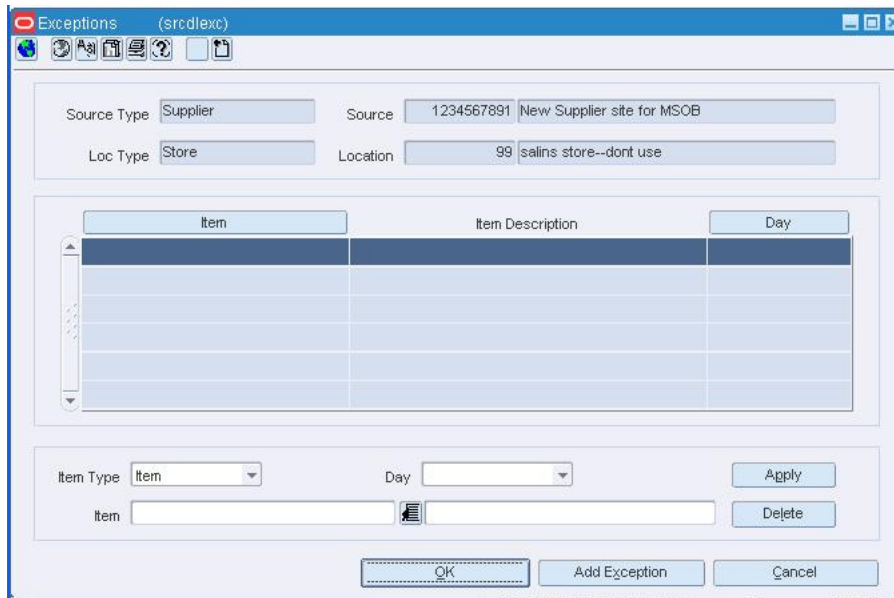 Exceptions (srcdlexc)
Source Type Supplier Source 1234567891 New Supplier site for MSOB
Loc Type Store Location 99 salins store--dont use
Item Item Description Day
Item Type Item Day Apply
Item Delete
OK Add Exception Cancel